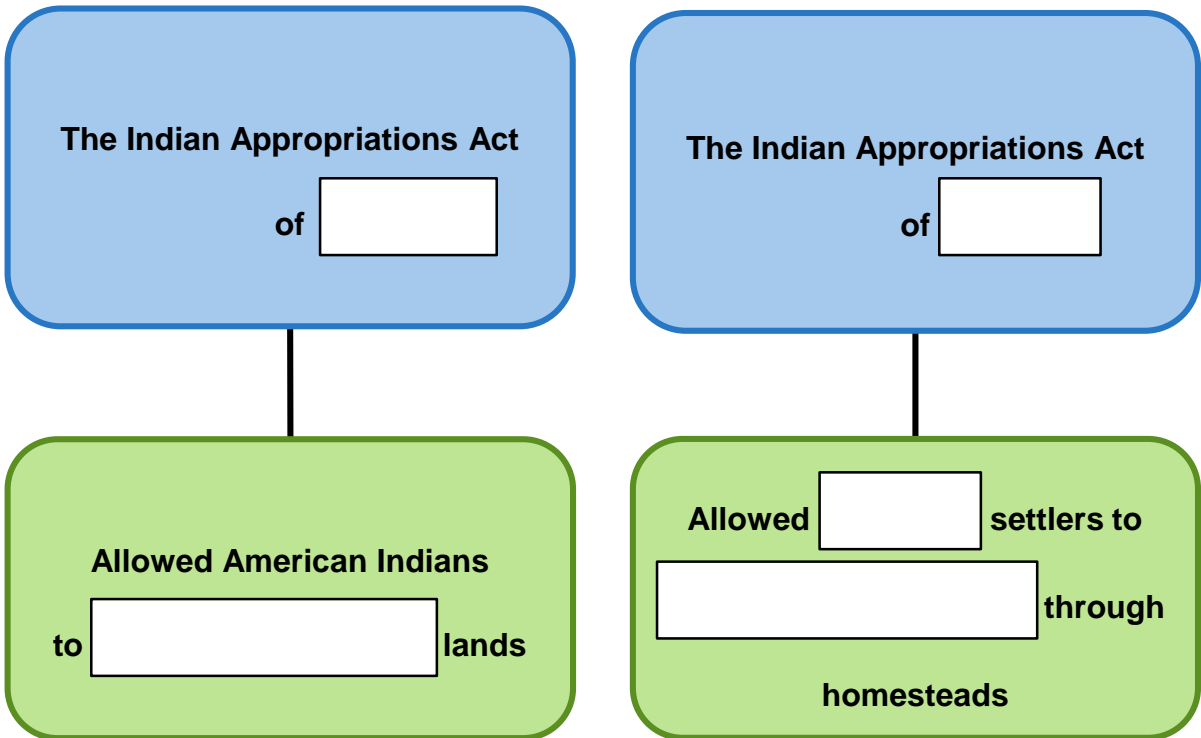 The Indian Appropriations Act
of
Allowed American Indians
to lands
The Indian Appropriations Act
of
Allowed settlers to
through
homesteads